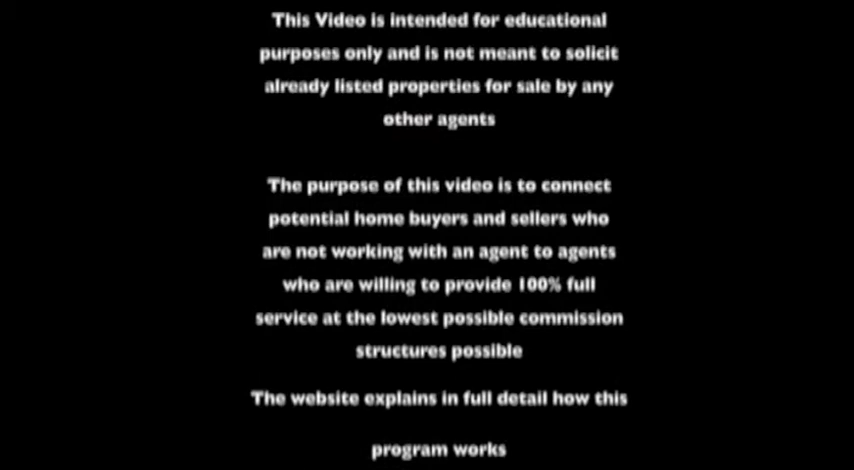 This Video is intended for educational
purposes only and is not meant to solicit
already listed properties for sale by any
other agents
The purpose of this video is to connect
potential home buyers and sellers who
are not working with an agent to agents
who are willing to provide 100% full
service at the lowest possible commission
structures possible
The website explains in full detail how this
program works